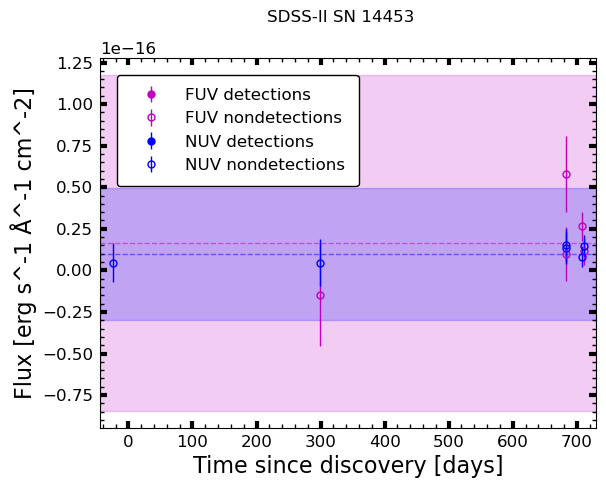 SDSS-II SN 14453
1e−16
1.25
1.00
0.75
0.50
0.25
0.00
−0.25
−0.50
−0.75
FUV detections
FUV nondetections
NUV detections
NUV nondetections
Flux [erg s^-1 Å^-1 cm^-2]
0 100 200 300 400 500 600 700
Time since discovery [days]